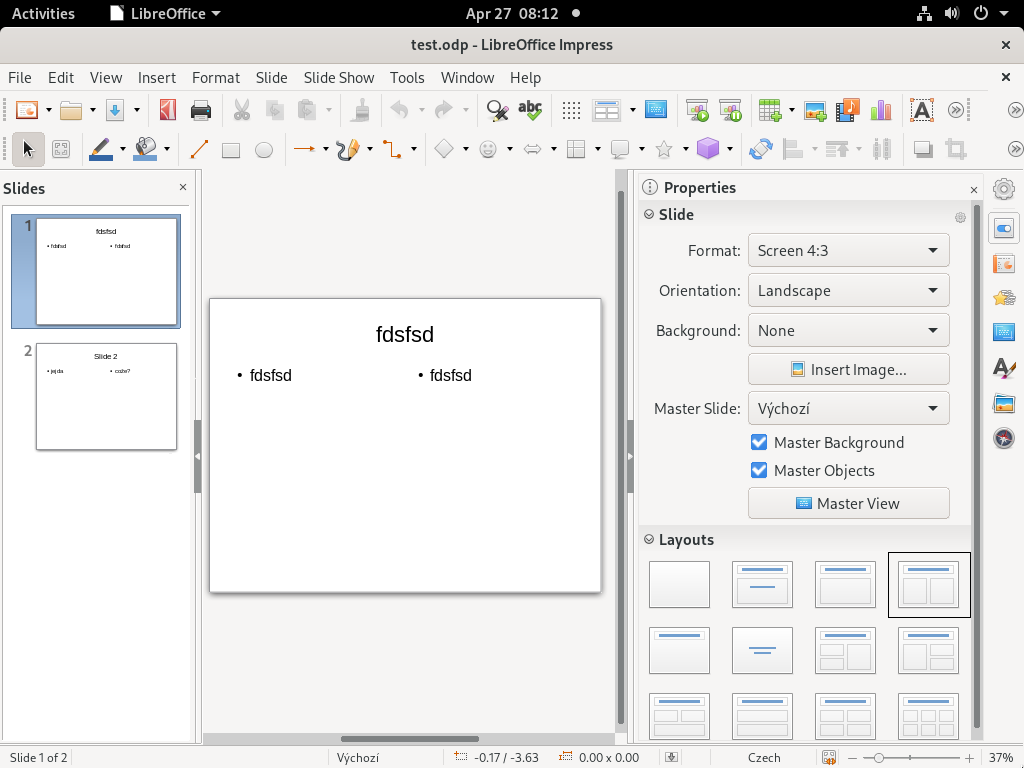 Activities LibreOffice Apr 27 08:12
test.odp - LibreOffice Impress
File Edit View Insert Format Slide Slide Show Tools Window Help
abc A
Slides Properties
1 Slide
fdsfsd
• fdsfsd • fdsfsd
Format: Screen 4:3
Orientation: Landscape
Background: None
Insert Image...
2
Slide 2
• jejda • cože?
fdsfsd
• fdsfsd • fdsfsd
Master Slide: Výchozí
Master Background
Master Objects
Master View
Layouts
Slide 1 of 2 Výchozí -0.17 / -3.63 0.00 x 0.00 Czech 37%